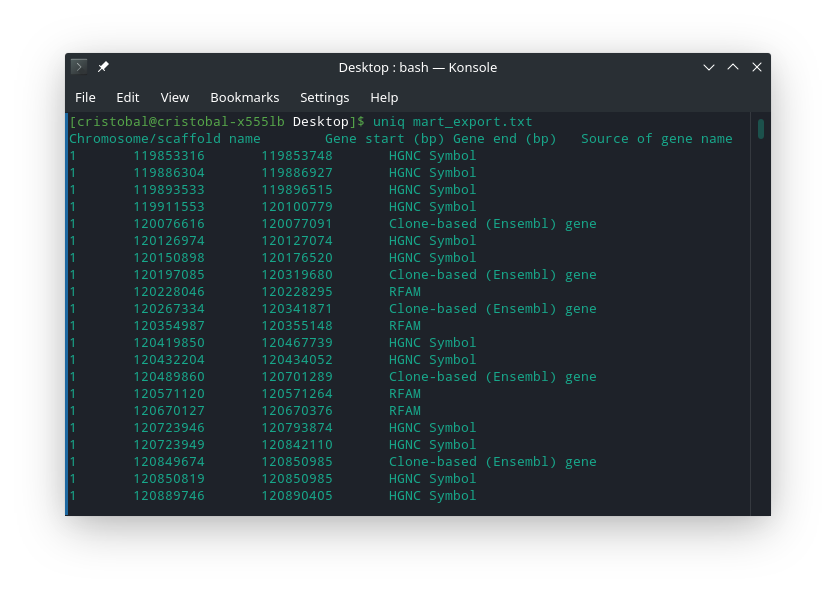 Desktop : bash — Konsole
File Edit View Bookmarks Settings Help
[cristobal@cristobal-x555lb Desktop]$ uniq mart_export.txt
Chromosome/scaffold name Gene start (bp) Gene end (bp) Source of gene name
1 119853316 119853748 HGNC Symbol
1 119886304 119886927 HGNC Symbol
1 119893533 119896515 HGNC Symbol
1 119911553 120100779 HGNC Symbol
1 120076616 120077091 Clone-based (Ensembl) gene
1 120126974 120127074 HGNC Symbol
1 120150898 120176520 HGNC Symbol
1 120197085 120319680 Clone-based (Ensembl) gene
1 120228046 120228295 RFAM
1 120267334 120341871 Clone-based (Ensembl) gene
1 120354987 120355148 RFAM
1 120419850 120467739 HGNC Symbol
1 120432204 120434052 HGNC Symbol
1 120489860 120701289 Clone-based (Ensembl) gene
1 120571120 120571264 RFAM
1 120670127 120670376 RFAM
1 120723946 120793874 HGNC Symbol
1 120723949 120842110 HGNC Symbol
1 120849674 120850985 Clone-based (Ensembl) gene
1 120850819 120850985 HGNC Symbol
1 120889746 120890405 HGNC Symbol